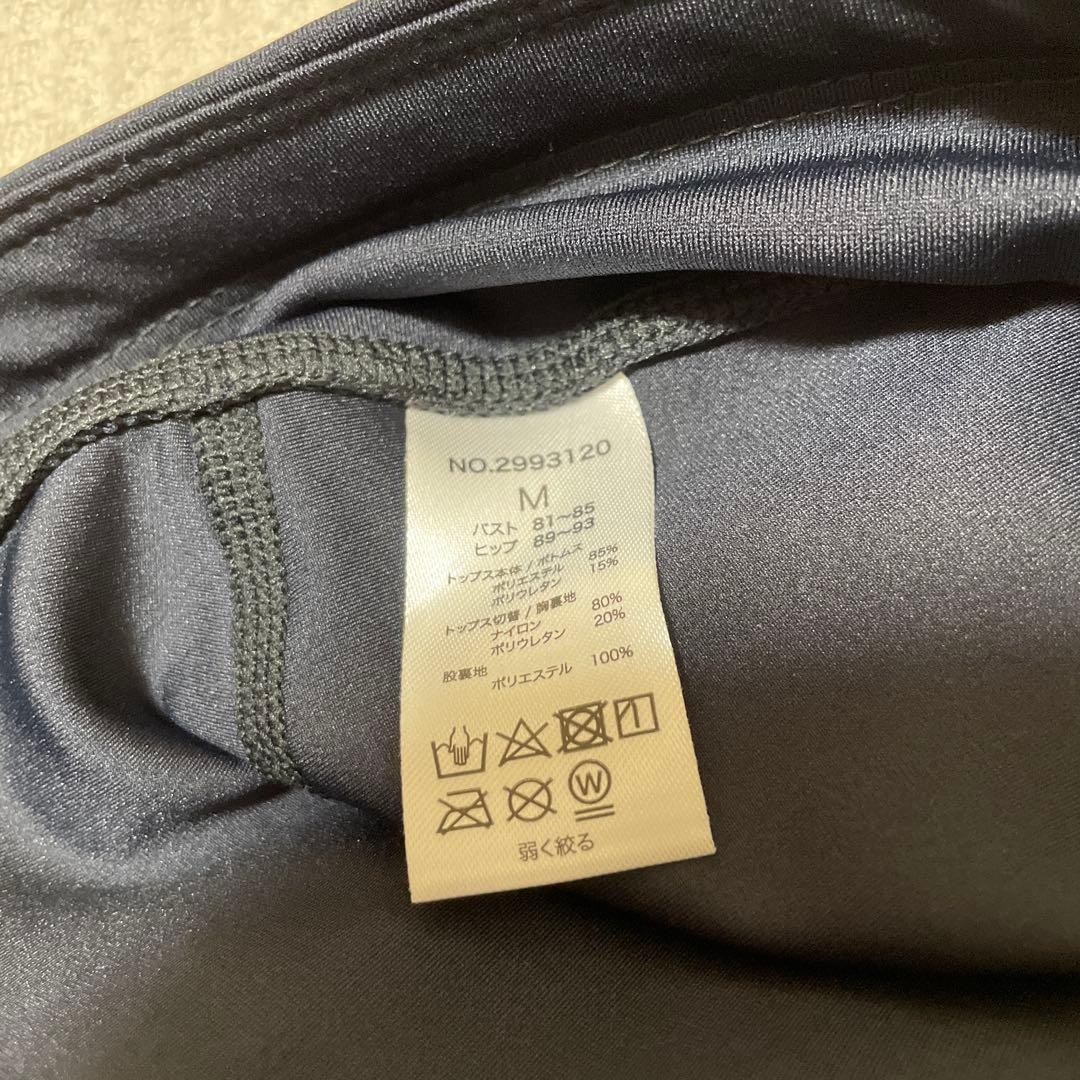 NO.2993120
M
バスト 81〜85
ヒップ 89〜93
トップス本体 / ボトムス
ポリエステル 85%
ポリウレタン 15%
トップス切替 / 胸裏地
ナイロン 80%
ポリウレタン 20%
股裏地
ポリエステル 100%
W
弱く絞る